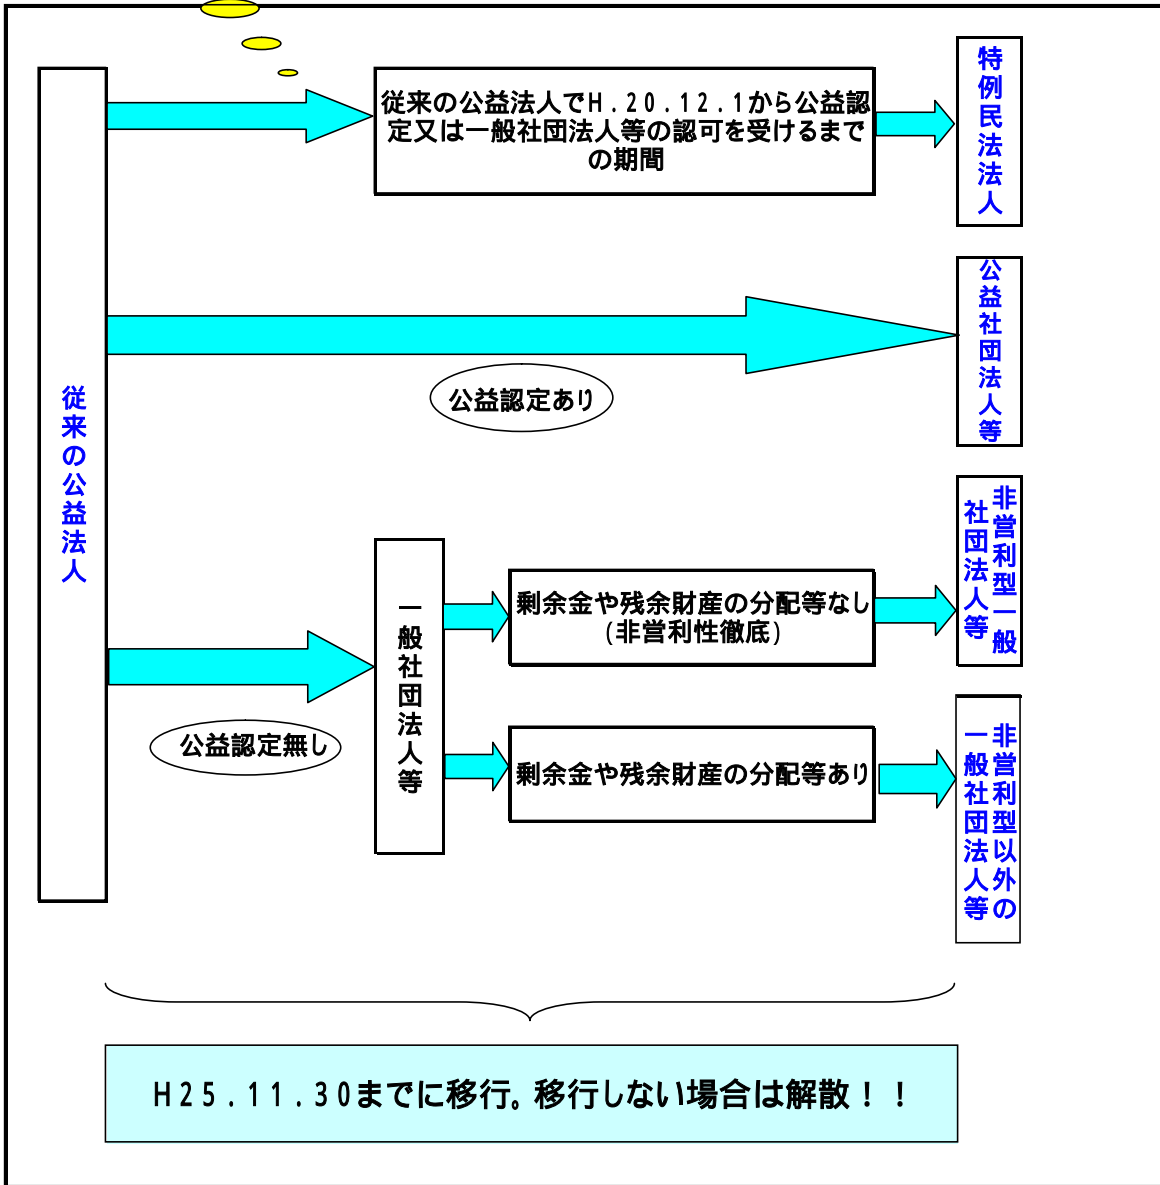 従来の公益法人
従来の公益法人でH.20.12.1から公益認
定又は一般社団法人等の認可を受けるまで
の期間
特例民法法人
公益認定あり
公益社団法人等
公益認定無し
一般社団法人等
剰余金や残余財産の分配等なし
(非営利性徹底)
非営利型一般
社団法人等
剰余金や残余財産の分配等あり
非営利型以外の
一般社団法人等
H25.11.30までに移行。移行しない場合は解散!!